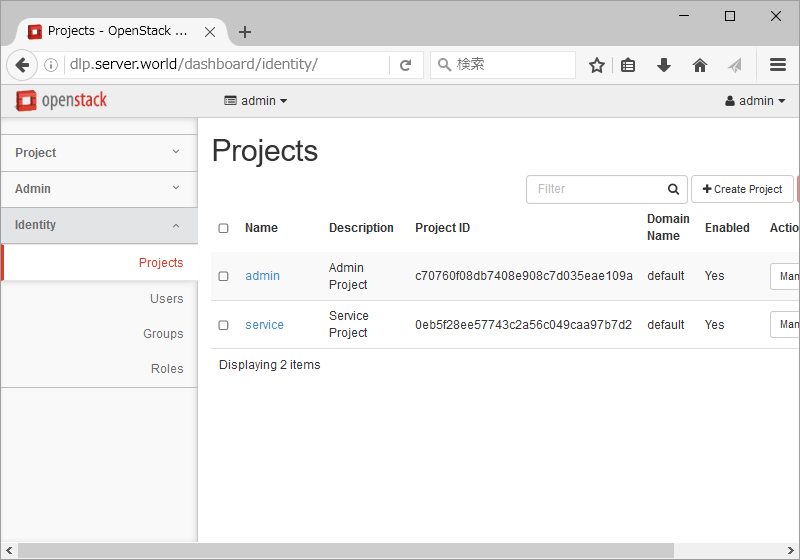 Projects - OpenStack ...
dlp.server.world/dashboard/identity/
検索
openstack
admin
admin
Project
Admin
Identity
Projects
Users
Groups
Roles
Projects
Filter
Create Project
Name Description Project ID Domain Name Enabled Actio
admin Admin Project c70760f08db7408e908c7d035eae109a default Yes Man
service Service Project 0eb5f28ee57743c2a56c049caa97b7d2 default Yes Man
Displaying 2 items